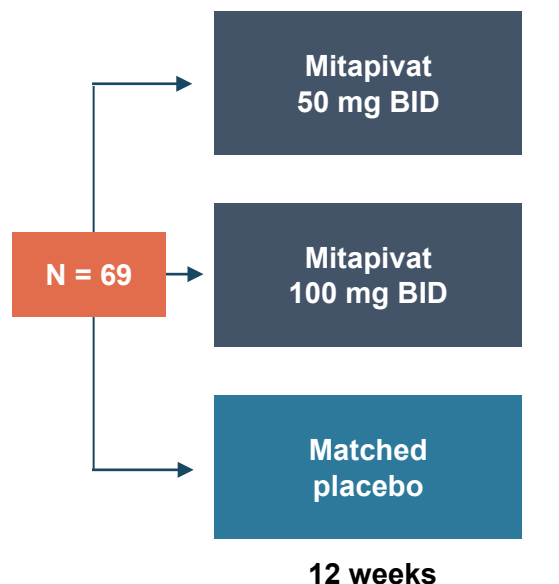 Mitapivat
50 mg BID
N = 69
Mitapivat
100 mg BID
Matched
placebo
12 weeks